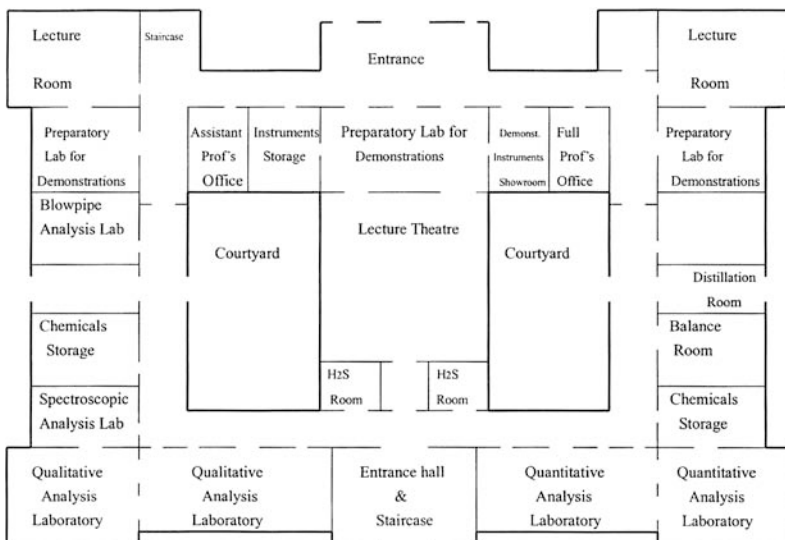 Lecture
Room
Staircase
Entrance
Lecture
Room
Preparatory
Lab for
Demonstrations
Assistant
Prof's
Office
Instruments
Storage
Preparatory Lab for
Demonstrations
Demonst.
Instruments
Showroom
Full
Prof's
Office
Preparatory
Lab for
Demonstrations
Blowpipe
Analysis Lab
Courtyard
Lecture Theatre
Courtyard
Distillation
Room
Chemicals
Storage
Balance
Room
H2S
Room
H2S
Room
Spectroscopic
Analysis Lab
Chemicals
Storage
Qualitative
Analysis
Laboratory
Qualitative
Analysis
Laboratory
Entrance hall
&
Staircase
Quantitative
Analysis
Laboratory
Quantitative
Analysis
Laboratory